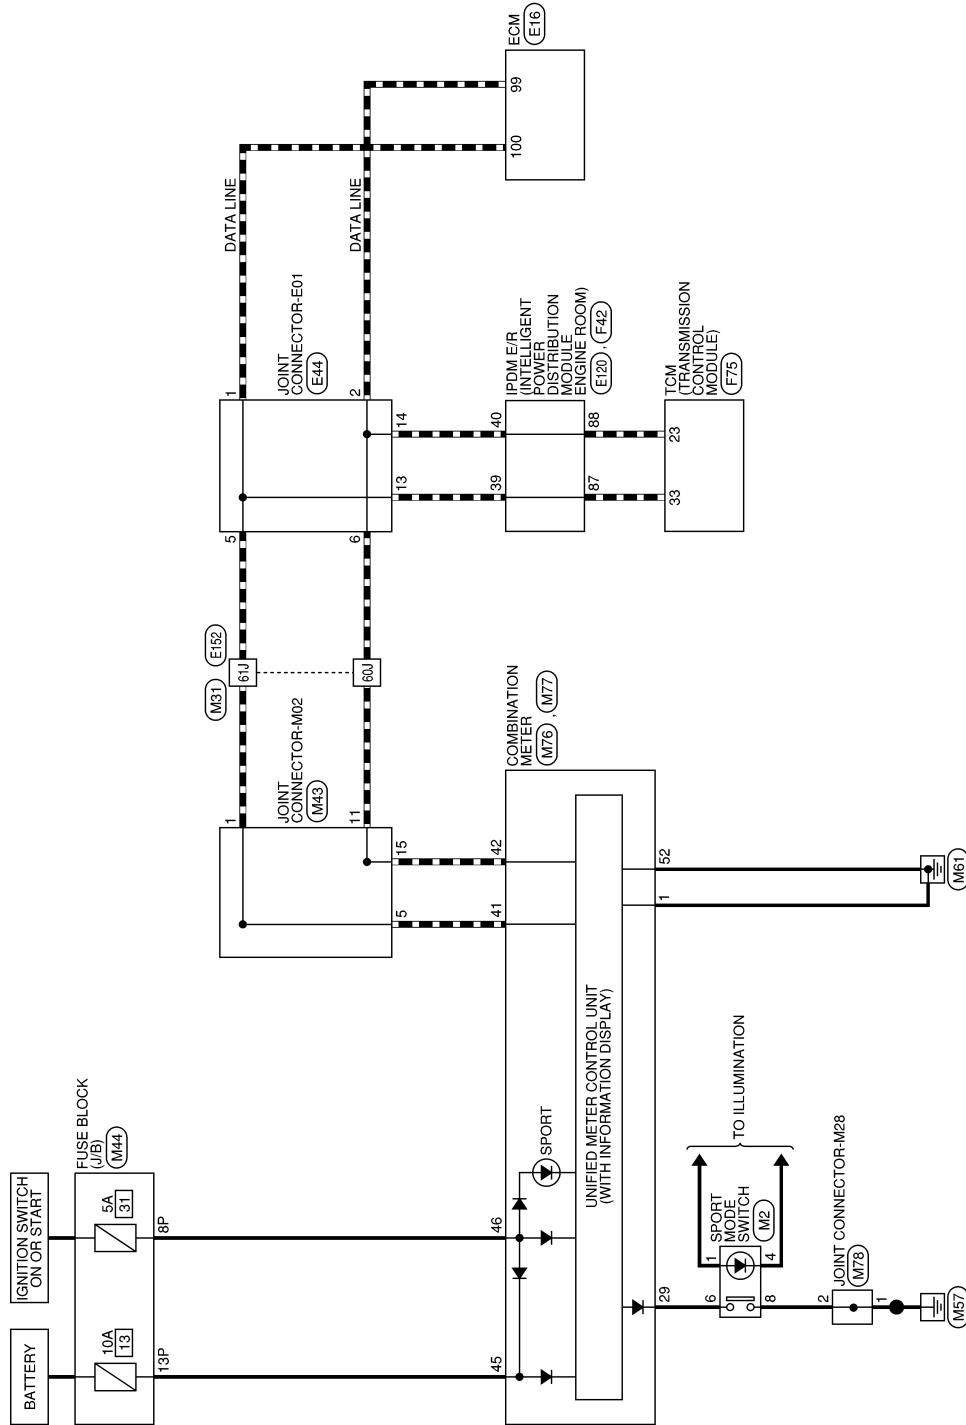 BATTERY
IGNITION SWITCH
ON OR START
FUSE BLOCK
(J/B)
M44
10A
13
5A
31
13P
8P
JOINT
CONNECTOR-M02
M43
1
11
5
15
M31
E152
61J
60J
5
6
JOINT
CONNECTOR-E01
E44
1
2
13
14
DATA LINE
DATA LINE
ECM
E16
100
99
IPDM E/R
(INTELLIGENT
POWER
DISTRIBUTION
MODULE
ENGINE ROOM)
E120 , F42
39
40
87
88
TCM
(TRANSMISSION
CONTROL
MODULE)
F75
33
23
COMBINATION
METER
M76 , M77
45
46
41
42
SPORT
UNIFIED METER CONTROL UNIT
(WITH INFORMATION DISPLAY)
29
1
52
SPORT
MODE
SWITCH
M2
6
1
8
4
TO ILLUMINATION
JOINT CONNECTOR-M28
M78
2
1
M57
M61